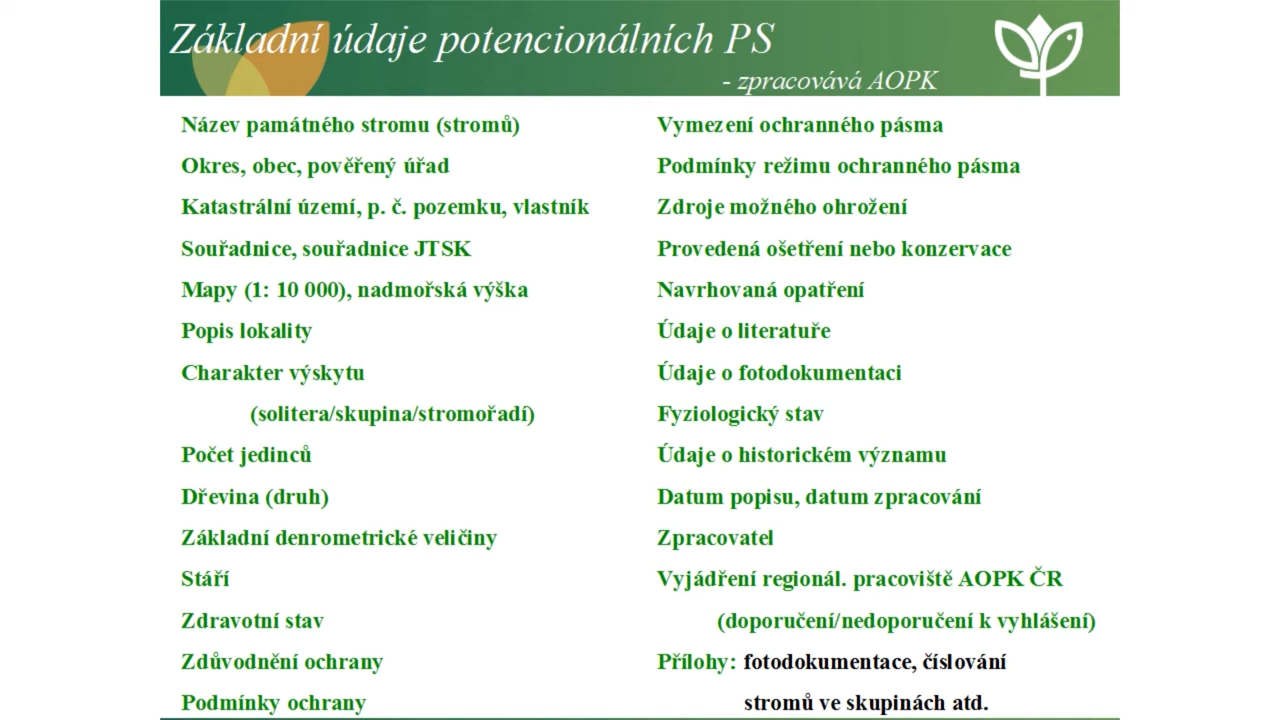 Základní údaje potencionálních PS
- zpracovává AOPK
Název památného stromu (stromů)
Okres, obec, pověřený úřad
Katastrální území, p. č. pozemku, vlastník
Souřadnice, souřadnice JTSK
Mapy (1: 10 000), nadmořská výška
Popis lokality
Charakter výskytu
(solitera/skupina/stromořadí)
Počet jedinců
Dřevina (druh)
Základní denrometrické veličiny
Stáří
Zdravotní stav
Zdůvodnění ochrany
Podmínky ochrany
Vymezení ochranného pásma
Podmínky režimu ochranného pásma
Zdroje možného ohrožení
Provedená ošetření nebo konzervace
Navrhovaná opatření
Údaje o literatuře
Údaje o fotodokumentaci
Fyziologický stav
Údaje o historickém významu
Datum popisu, datum zpracování
Zpracovatel
Vyjádření regionál. pracoviště AOPK ČR
(doporučení/nedoporučení k vyhlášení)
Přílohy: fotodokumentace, číslování
stromů ve skupinách atd.